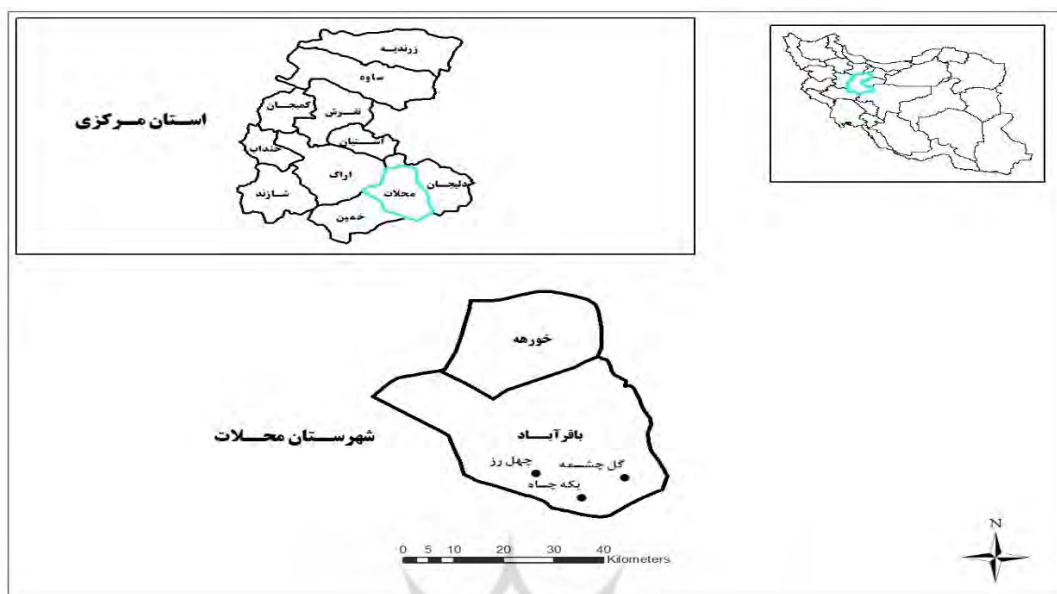 زرندیه
ساوه
کمیجان
تفرش
آشتیان
خنداب
اراک
شازند
محلات
دلیجان
خمین
استان مرکزی
خورهه
باقرآباد
شهرستان محلات
چهل رز
گل چشمه
یکه چاه
0 5 10 20 30 40
Kilometers
N